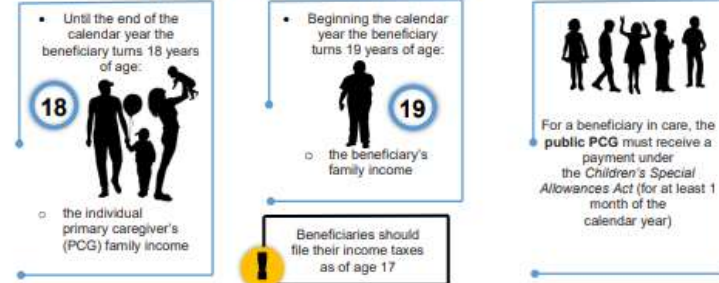 • Until the end of the
calendar year the
beneficiary turns 18 years
of age:
18
o the individual
primary caregiver's
(PCG) family income
• Beginning the calendar
year the beneficiary
turns 19 years of age:
19
o the beneficiary's
family income
!
Beneficiaries should
file their income taxes
as of age 17
For a beneficiary in care, the
public PCG must receive a
payment under
the Children's Special
Allowances Act (for at least 1
month of the
calendar year)